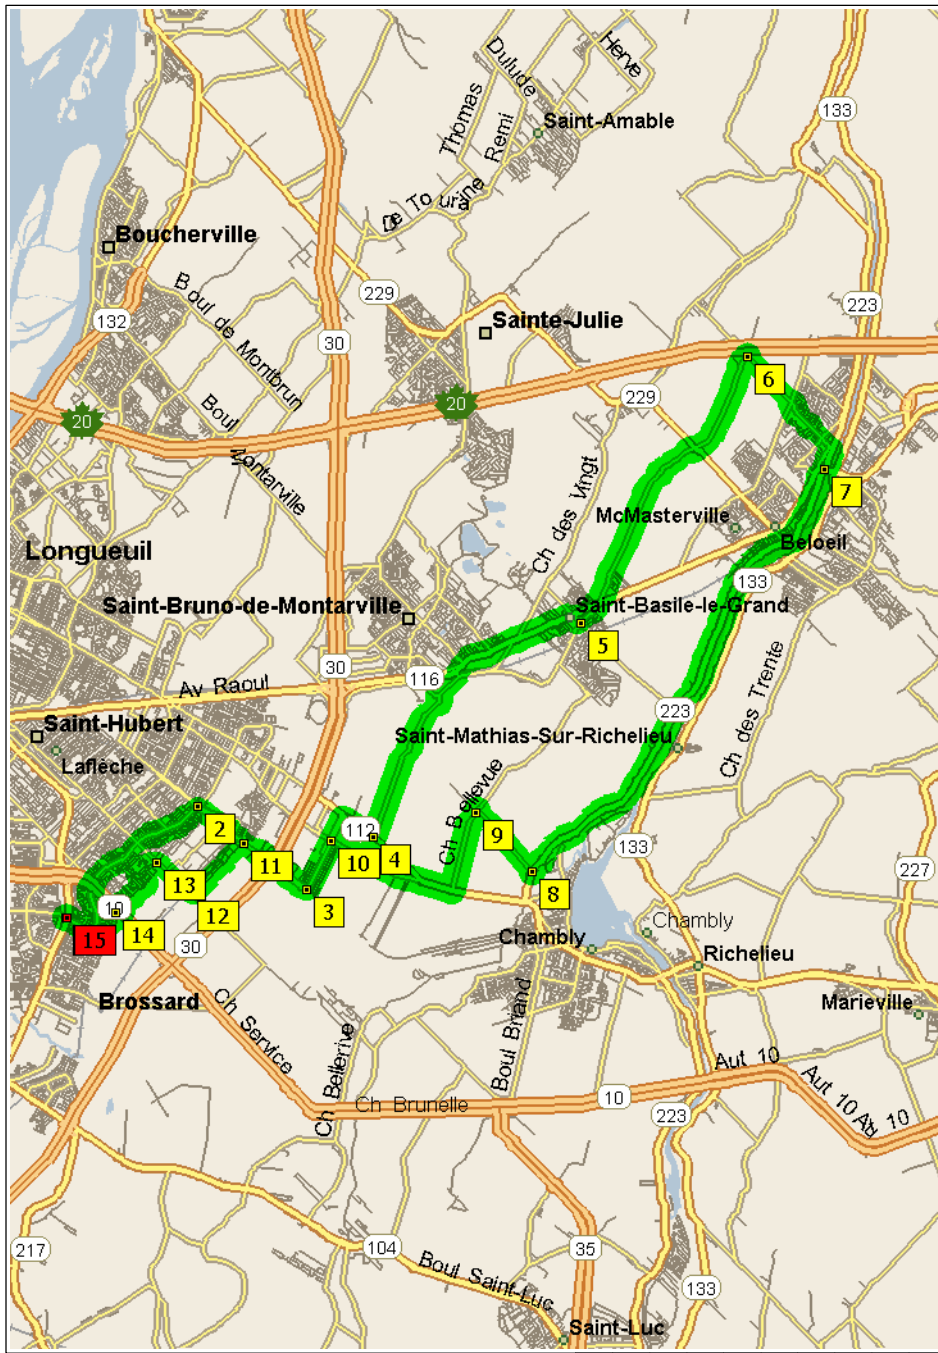 133
Herve
Dulude
Thomas
Remi
Saint-Amable
De Touraine
Boucherville
Boul de Montbrun
229
223
132
30
Sainte-Julie
6
229
20
20
Boul
Montarville
7
Ch des Vingt
McMasterville
Beloeil
Longueuil
133
Saint-Bruno-de-Montarville
Saint-Basile-le-Grand
5
30
116
Av Raoul
Ch des Trente
223
Saint-Hubert
Saint-Mathias-Sur-Richelieu
Laflèche
Ch Bellevue
2
112
9
133
11
10
4
8
227
13
3
12
10
14
15
30
Chambly
Chambly
Richelieu
Brossard
Marieville
Ch Service
Boul Briand
Ch Bellerive
Aut 10
Aut 10
10
Ch Brunelle
10
223
217
104
35
Boul Saint-Luc
133
Saint-Luc